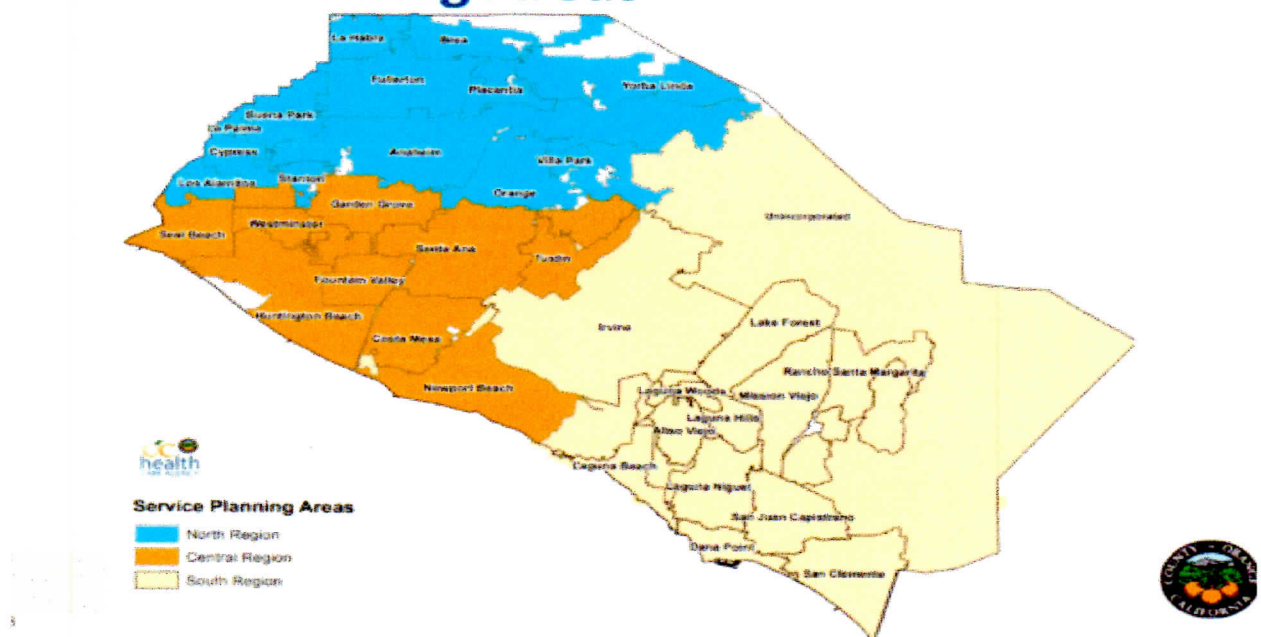 La Habra
Brea
Fullerton
Placentia
Yorba Linda
Buena Park
La Palma
Cypress
Anaheim
Villa Park
Los Alamitos
Stanton
Orange
Garden Grove
Unincorporated
Westminster
Seal Beach
Santa Ana
Tustin
Fountain Valley
Huntington Beach
Irvine
Lake Forest
Costa Mesa
Rancho Santa Margarita
Newport Beach
Laguna Woods
Mission Viejo
Laguna Hills
Aliso Viejo
Laguna Beach
Laguna Niguel
San Juan Capistrano
Dana Point
San Clemente
health
Service Planning Areas
North Region
Central Region
South Region
COUNTY OF ORANGE
CALIFORNIA